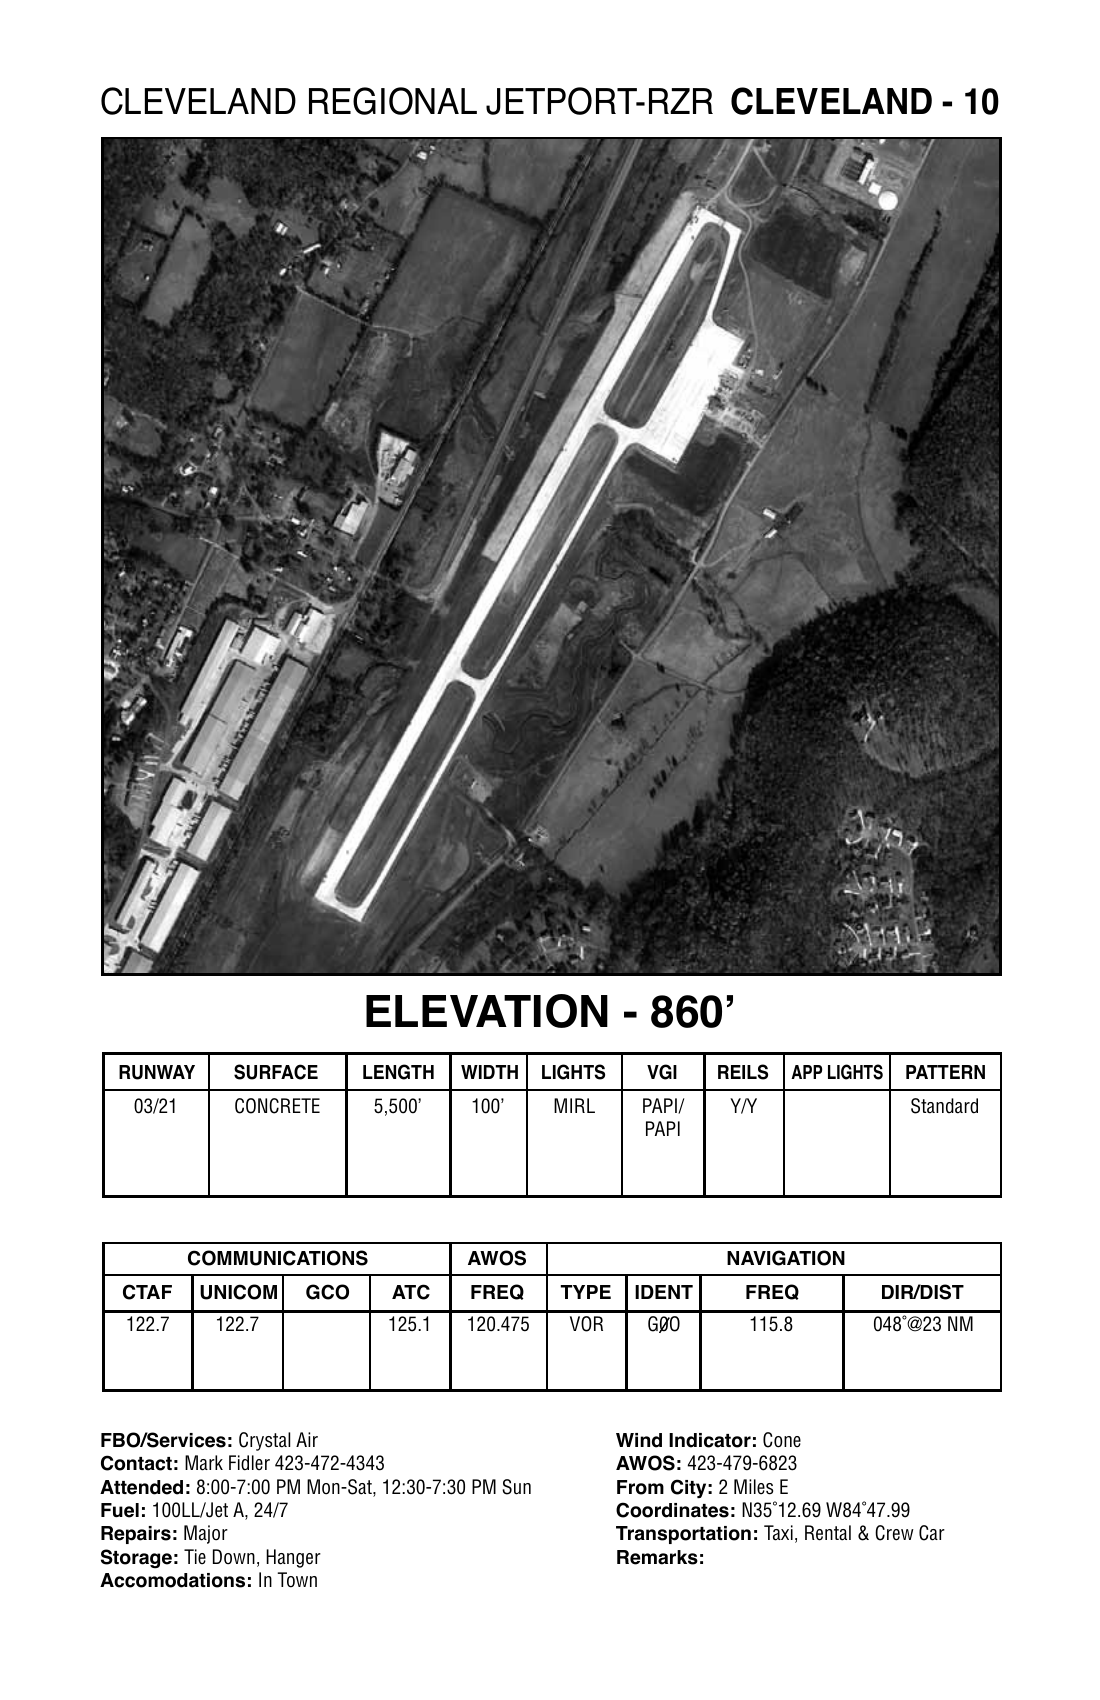 CLEVELAND REGIONAL JETPORT-RZR CLEVELAND - 10
ELEVATION - 860’
RUNWAY SURFACE LENGTH WIDTH LIGHTS VGI REILS APP LIGHTS PATTERN
03/21 CONCRETE 5,500’ 100’ MIRL PAPI/ Y/Y Standard
PAPI
COMMUNICATIONS AWOS NAVIGATION
CTAF UNICOM GCO ATC FREQ TYPE IDENT FREQ DIR/DIST
122.7 122.7 125.1 120.475 VOR GØO 115.8 048˚@23 NM
FBO/Services: Crystal Air
Contact: Mark Fidler 423-472-4343
Attended: 8:00-7:00 PM Mon-Sat, 12:30-7:30 PM Sun
Fuel: 100LL/Jet A, 24/7
Repairs: Major
Storage: Tie Down, Hanger
Accomodations: In Town
Wind Indicator: Cone
AWOS: 423-479-6823
From City: 2 Miles E
Coordinates: N35˚12.69 W84˚47.99
Transportation: Taxi, Rental & Crew Car
Remarks: